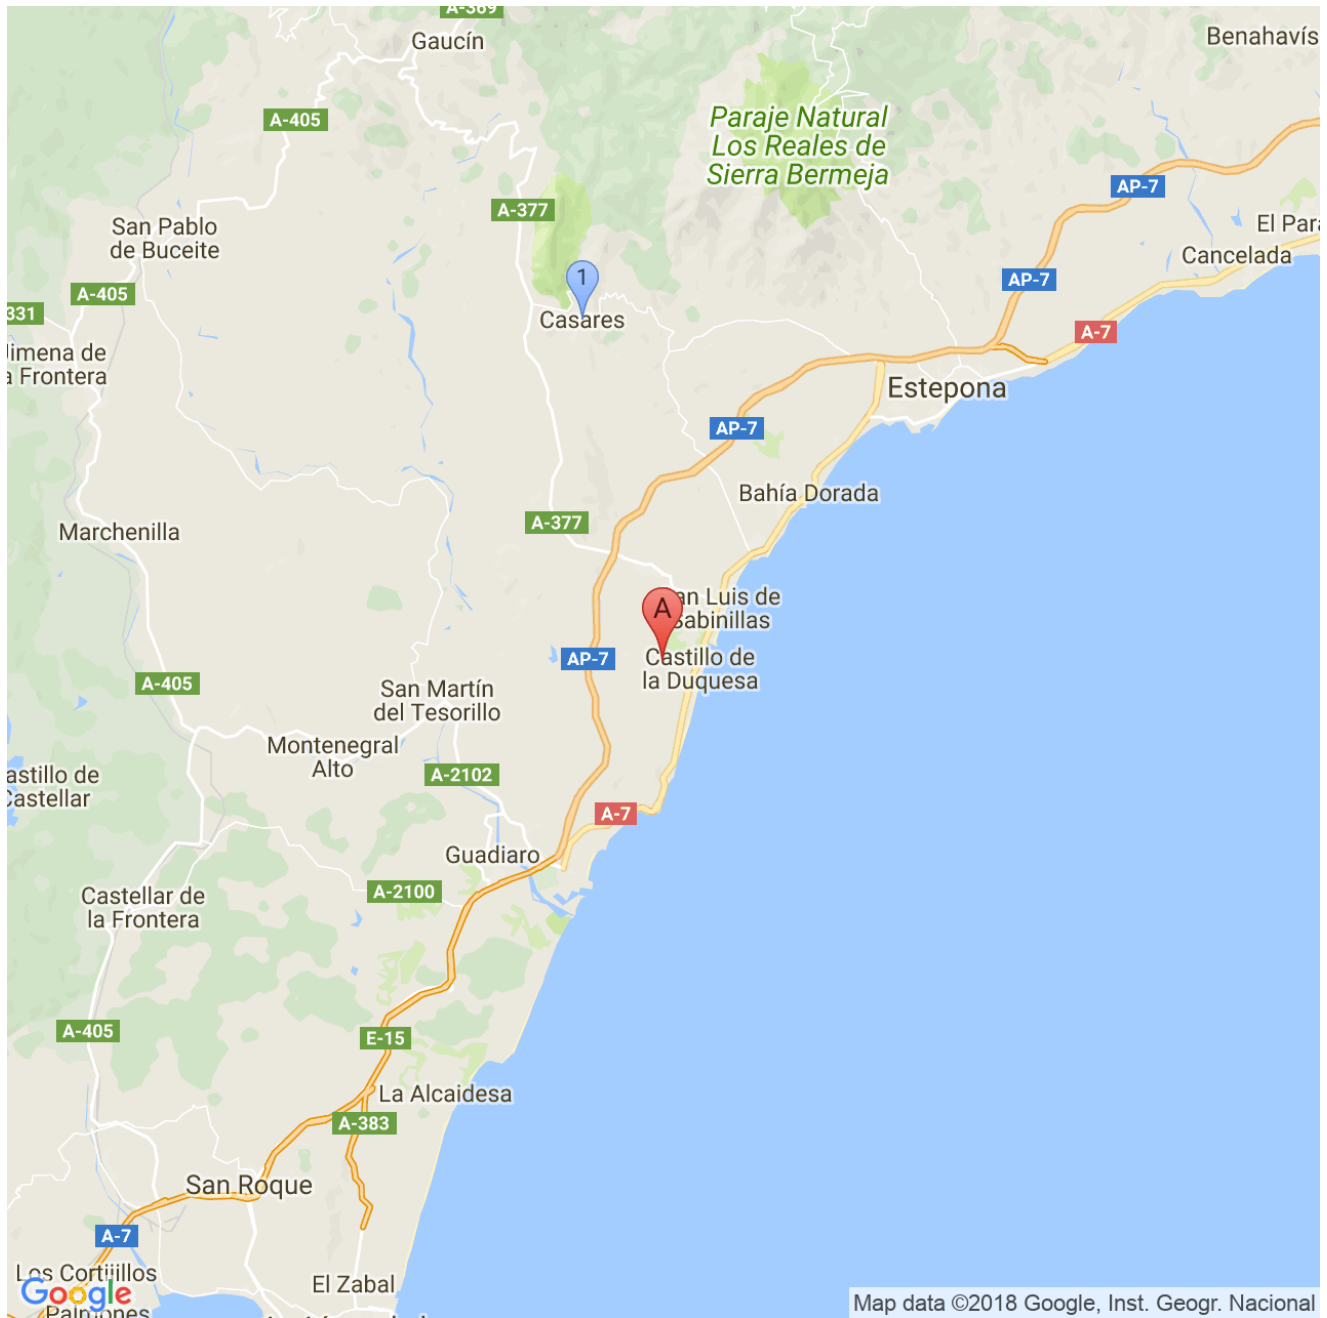 A-369
Gaucín
Benahavís
A-405
Paraje Natural
Los Reales de
Sierra Bermeja
AP-7
A-377
San Pablo
de Buceite
El Para
Cancelada
1
AP-7
A-405
331
Casares
A-7
Jimena de
a Frontera
Estepona
AP-7
Bahía Dorada
A-377
Marchenilla
A
an Luis de
Sabinillas
AP-7
Castillo de
la Duquesa
A-405
San Martín
del Tesorillo
Montenegral
Alto
A-2102
astillo de
Castellar
A-7
Guadiaro
A-2100
Castellar de
la Frontera
A-405
E-15
La Alcaidesa
A-383
San Roque
A-7
Los Cortijillos
El Zabal
Google
Palmones
Map data ©2018 Google, Inst. Geogr. Nacional